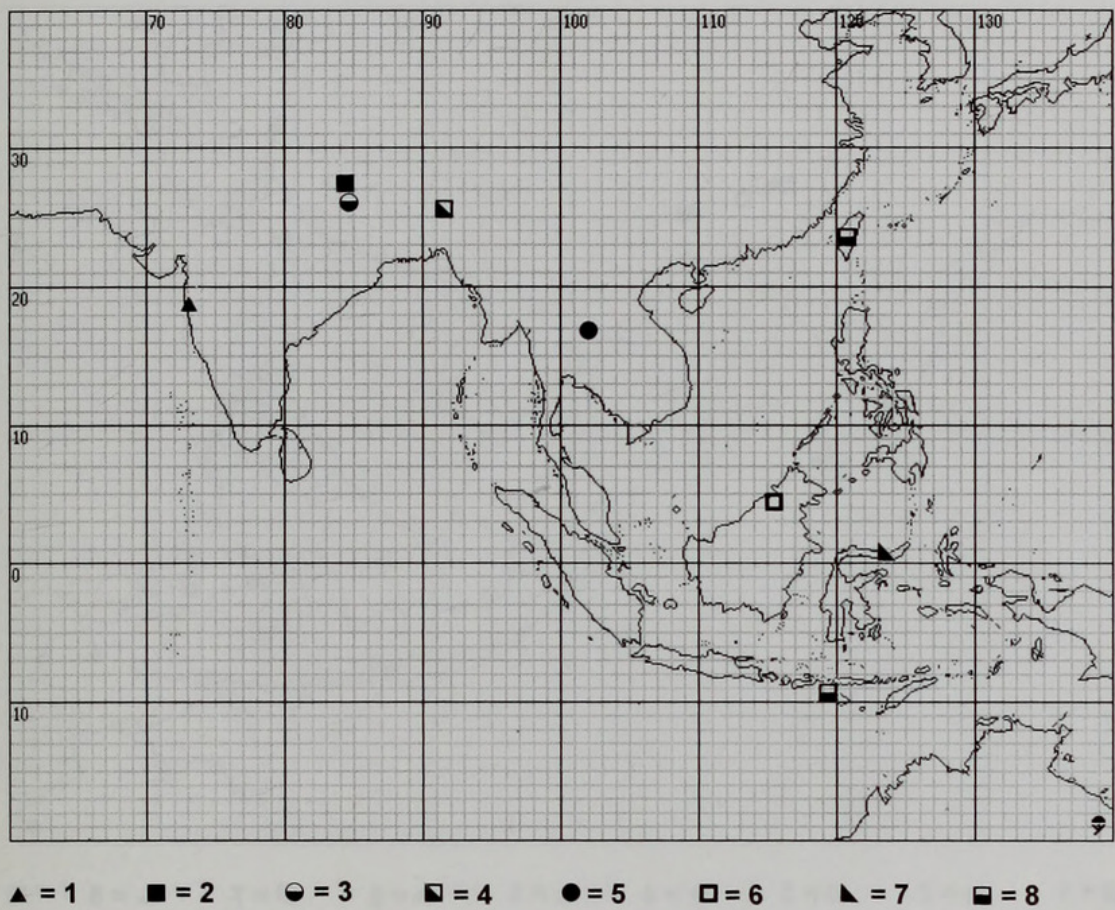 70 80 90 100 110 120 130
30
20
10
0
10
▲ = 1 ■ = 2 ◒ = 3 ◪ = 4 ● = 5 □ = 6 ◣ = 7 ⬓ = 8